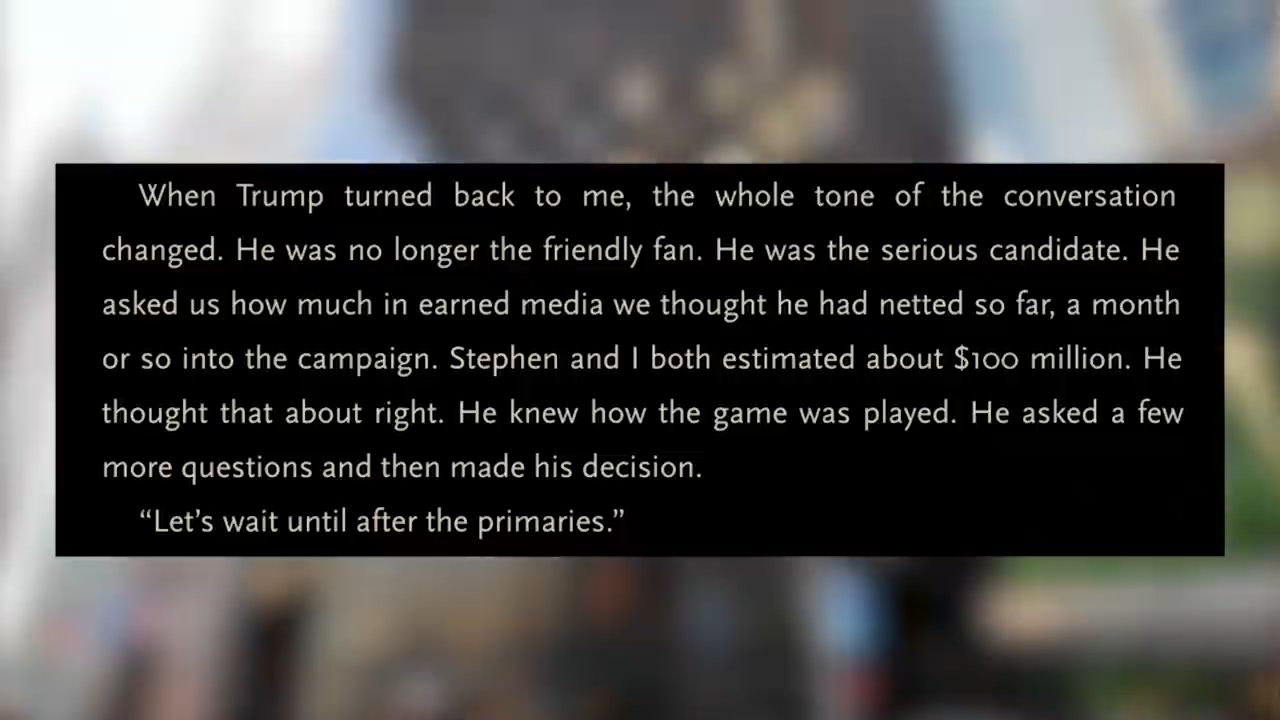 When Trump turned back to me, the whole tone of the conversation
changed. He was no longer the friendly fan. He was the serious candidate. He
asked us how much in earned media we thought he had netted so far, a month
or so into the campaign. Stephen and I both estimated about $100 million. He
thought that about right. He knew how the game was played. He asked a few
more questions and then made his decision.
“Let’s wait until after the primaries.”